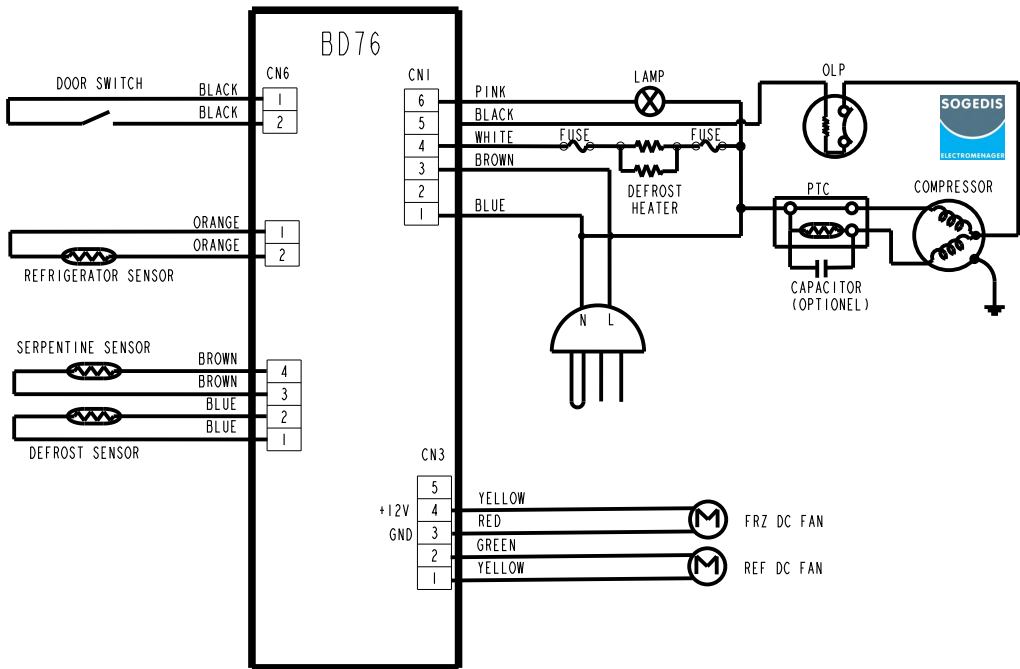 BD76
CN6
DOOR SWITCH
BLACK
1
BLACK
2
ORANGE
1
ORANGE
2
REFRIGERATOR SENSOR
SERPENTINE SENSOR
BROWN
4
BROWN
3
BLUE
2
BLUE
1
DEFROST SENSOR
CN1
6
PINK
5
BLACK
4
WHITE
3
BROWN
2
1
BLUE
LAMP
FUSE
FUSE
DEFROST
HEATER
OLP
SOGEDIS
ELECTROMENAGER
PTC
COMPRESSOR
CAPACITOR
(OPTIONEL)
N L
CN3
5
+12V
4
YELLOW
GND
3
RED
2
GREEN
1
YELLOW
FRZ DC FAN
M
REF DC FAN
M